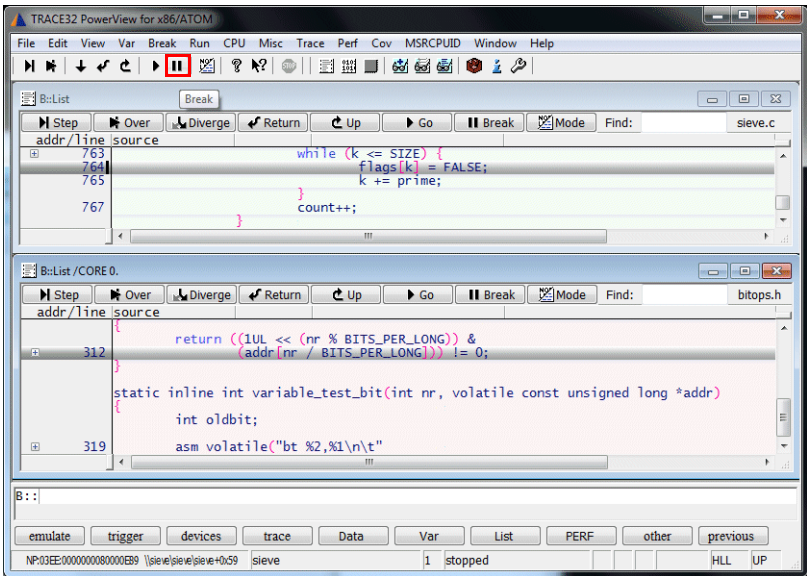 TRACE32 PowerView for x86/ATOM
File Edit View Var Break Run CPU Misc Trace Perf Cov MSRCPUID Window Help
B::List
Break
Step Over Diverge Return Up Go Break Mode Find: sieve.c
addr/line source
763 while (k <= SIZE) {
764 flags[k] = FALSE;
765 k += prime;
}
767 count++;
}
B::List /CORE 0.
Step Over Diverge Return Up Go Break Mode Find: bitops.h
addr/line source
{
return ((1UL << (nr % BITS_PER_LONG)) &
312 (addr[nr / BITS_PER_LONG])) != 0;
}
static inline int variable_test_bit(int nr, volatile const unsigned long *addr)
{
int oldbit;
319 asm volatile("bt %2,%1\n\t"
B::
emulate trigger devices trace Data Var List PERF other previous
NP:03EE:0000000080000EB9 \\sieve\sieve\sieve+0x59 sieve 1 stopped HLL UP